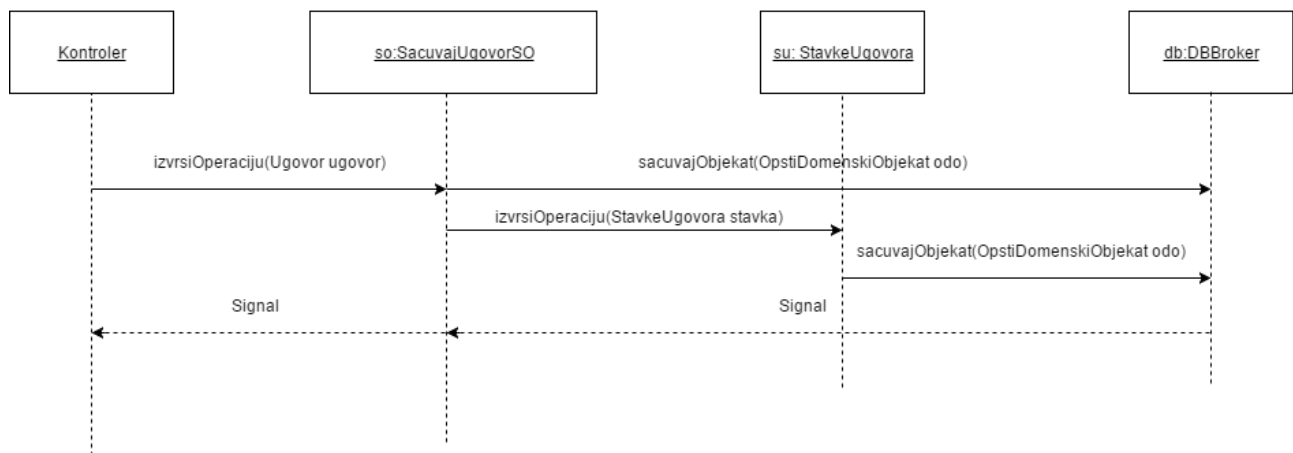 Kontroler
so:SacuvajUgovorSO
su: StavkeUgovora
db:DBBroker
izvrsiOperaciju(Ugovor ugovor)
sacuvajObjekat(OpstiDomenskiObjekat odo)
izvrsiOperaciju(StavkeUgovora stavka)
sacuvajObjekat(OpstiDomenskiObjekat odo)
Signal
Signal